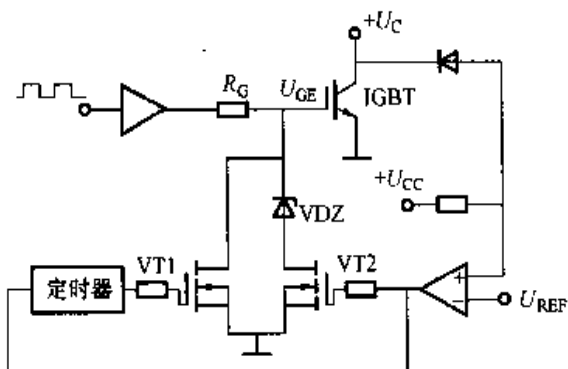 +U_C
R_G
U_GE
IGBT
+U_CC
VDZ
VT1
VT2
定时器
+
−
U_REF